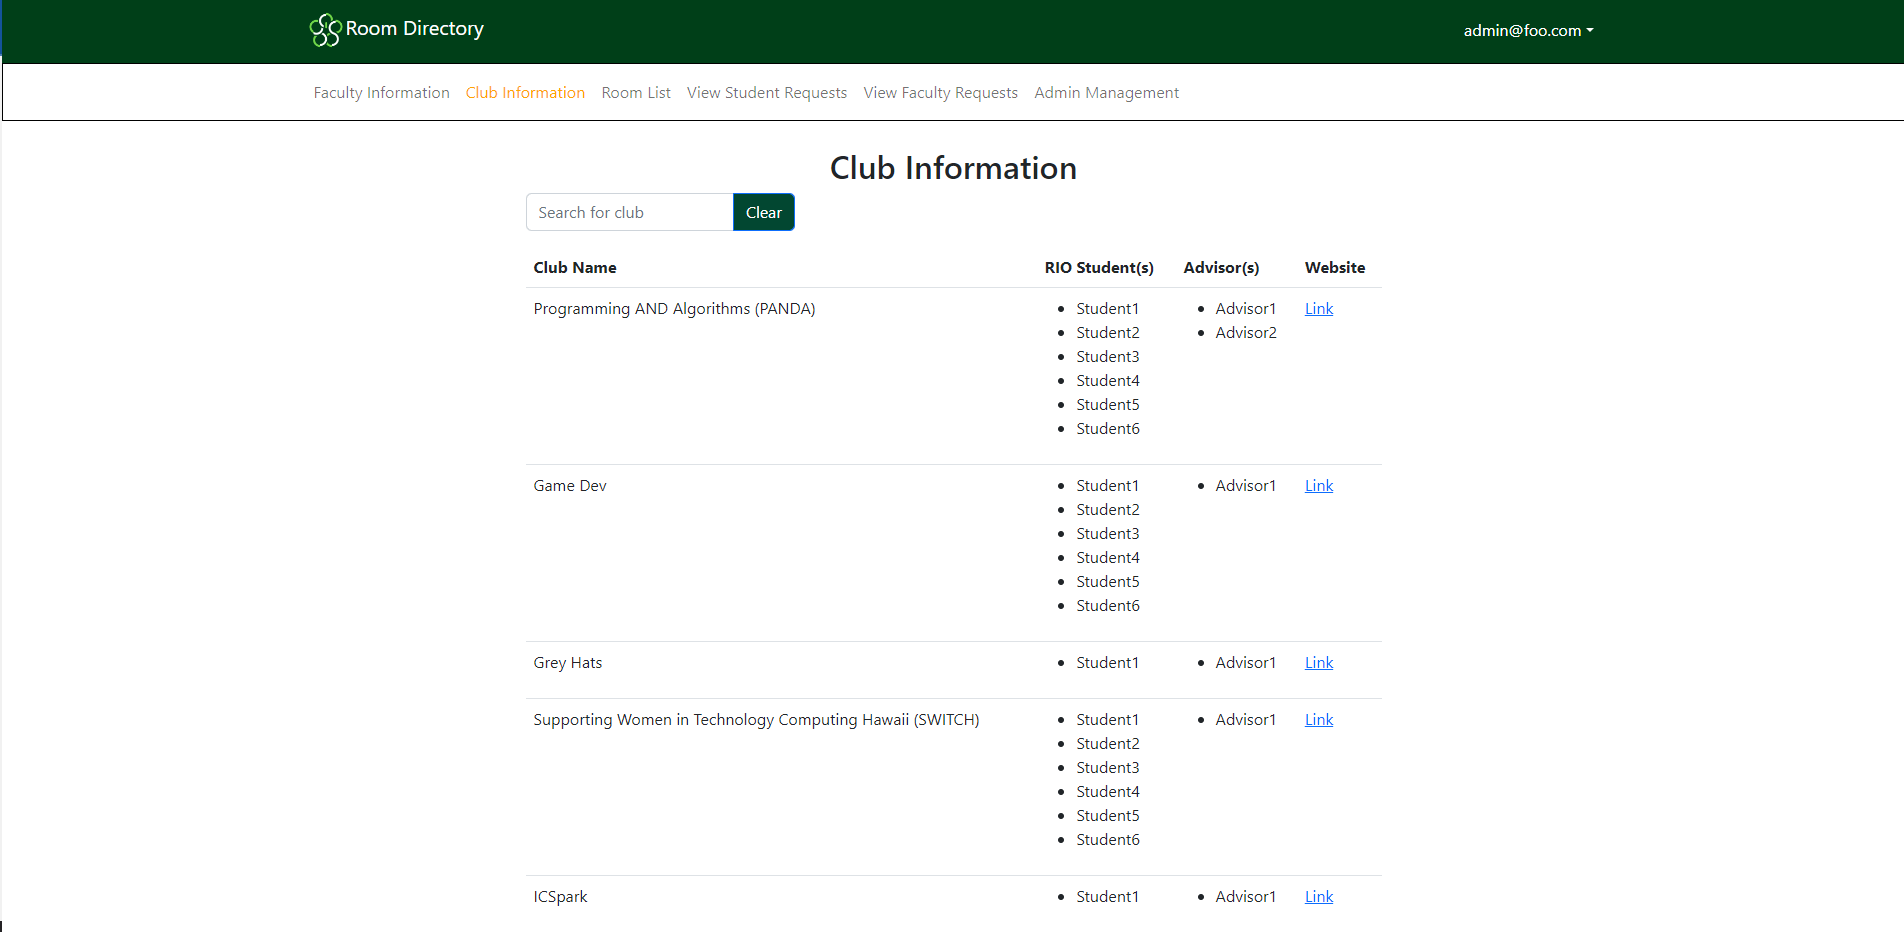 Room Directory
admin@foo.com
Faculty Information Club Information Room List View Student Requests View Faculty Requests Admin Management
Club Information
Search for club Clear
Club Name RIO Student(s) Advisor(s) Website
Programming AND Algorithms (PANDA) • Student1 • Advisor1 Link
• Student2 • Advisor2
• Student3
• Student4
• Student5
• Student6
Game Dev • Student1 • Advisor1 Link
• Student2
• Student3
• Student4
• Student5
• Student6
Grey Hats • Student1 • Advisor1 Link
Supporting Women in Technology Computing Hawaii (SWITCH) • Student1 • Advisor1 Link
• Student2
• Student3
• Student4
• Student5
• Student6
ICSpark • Student1 • Advisor1 Link